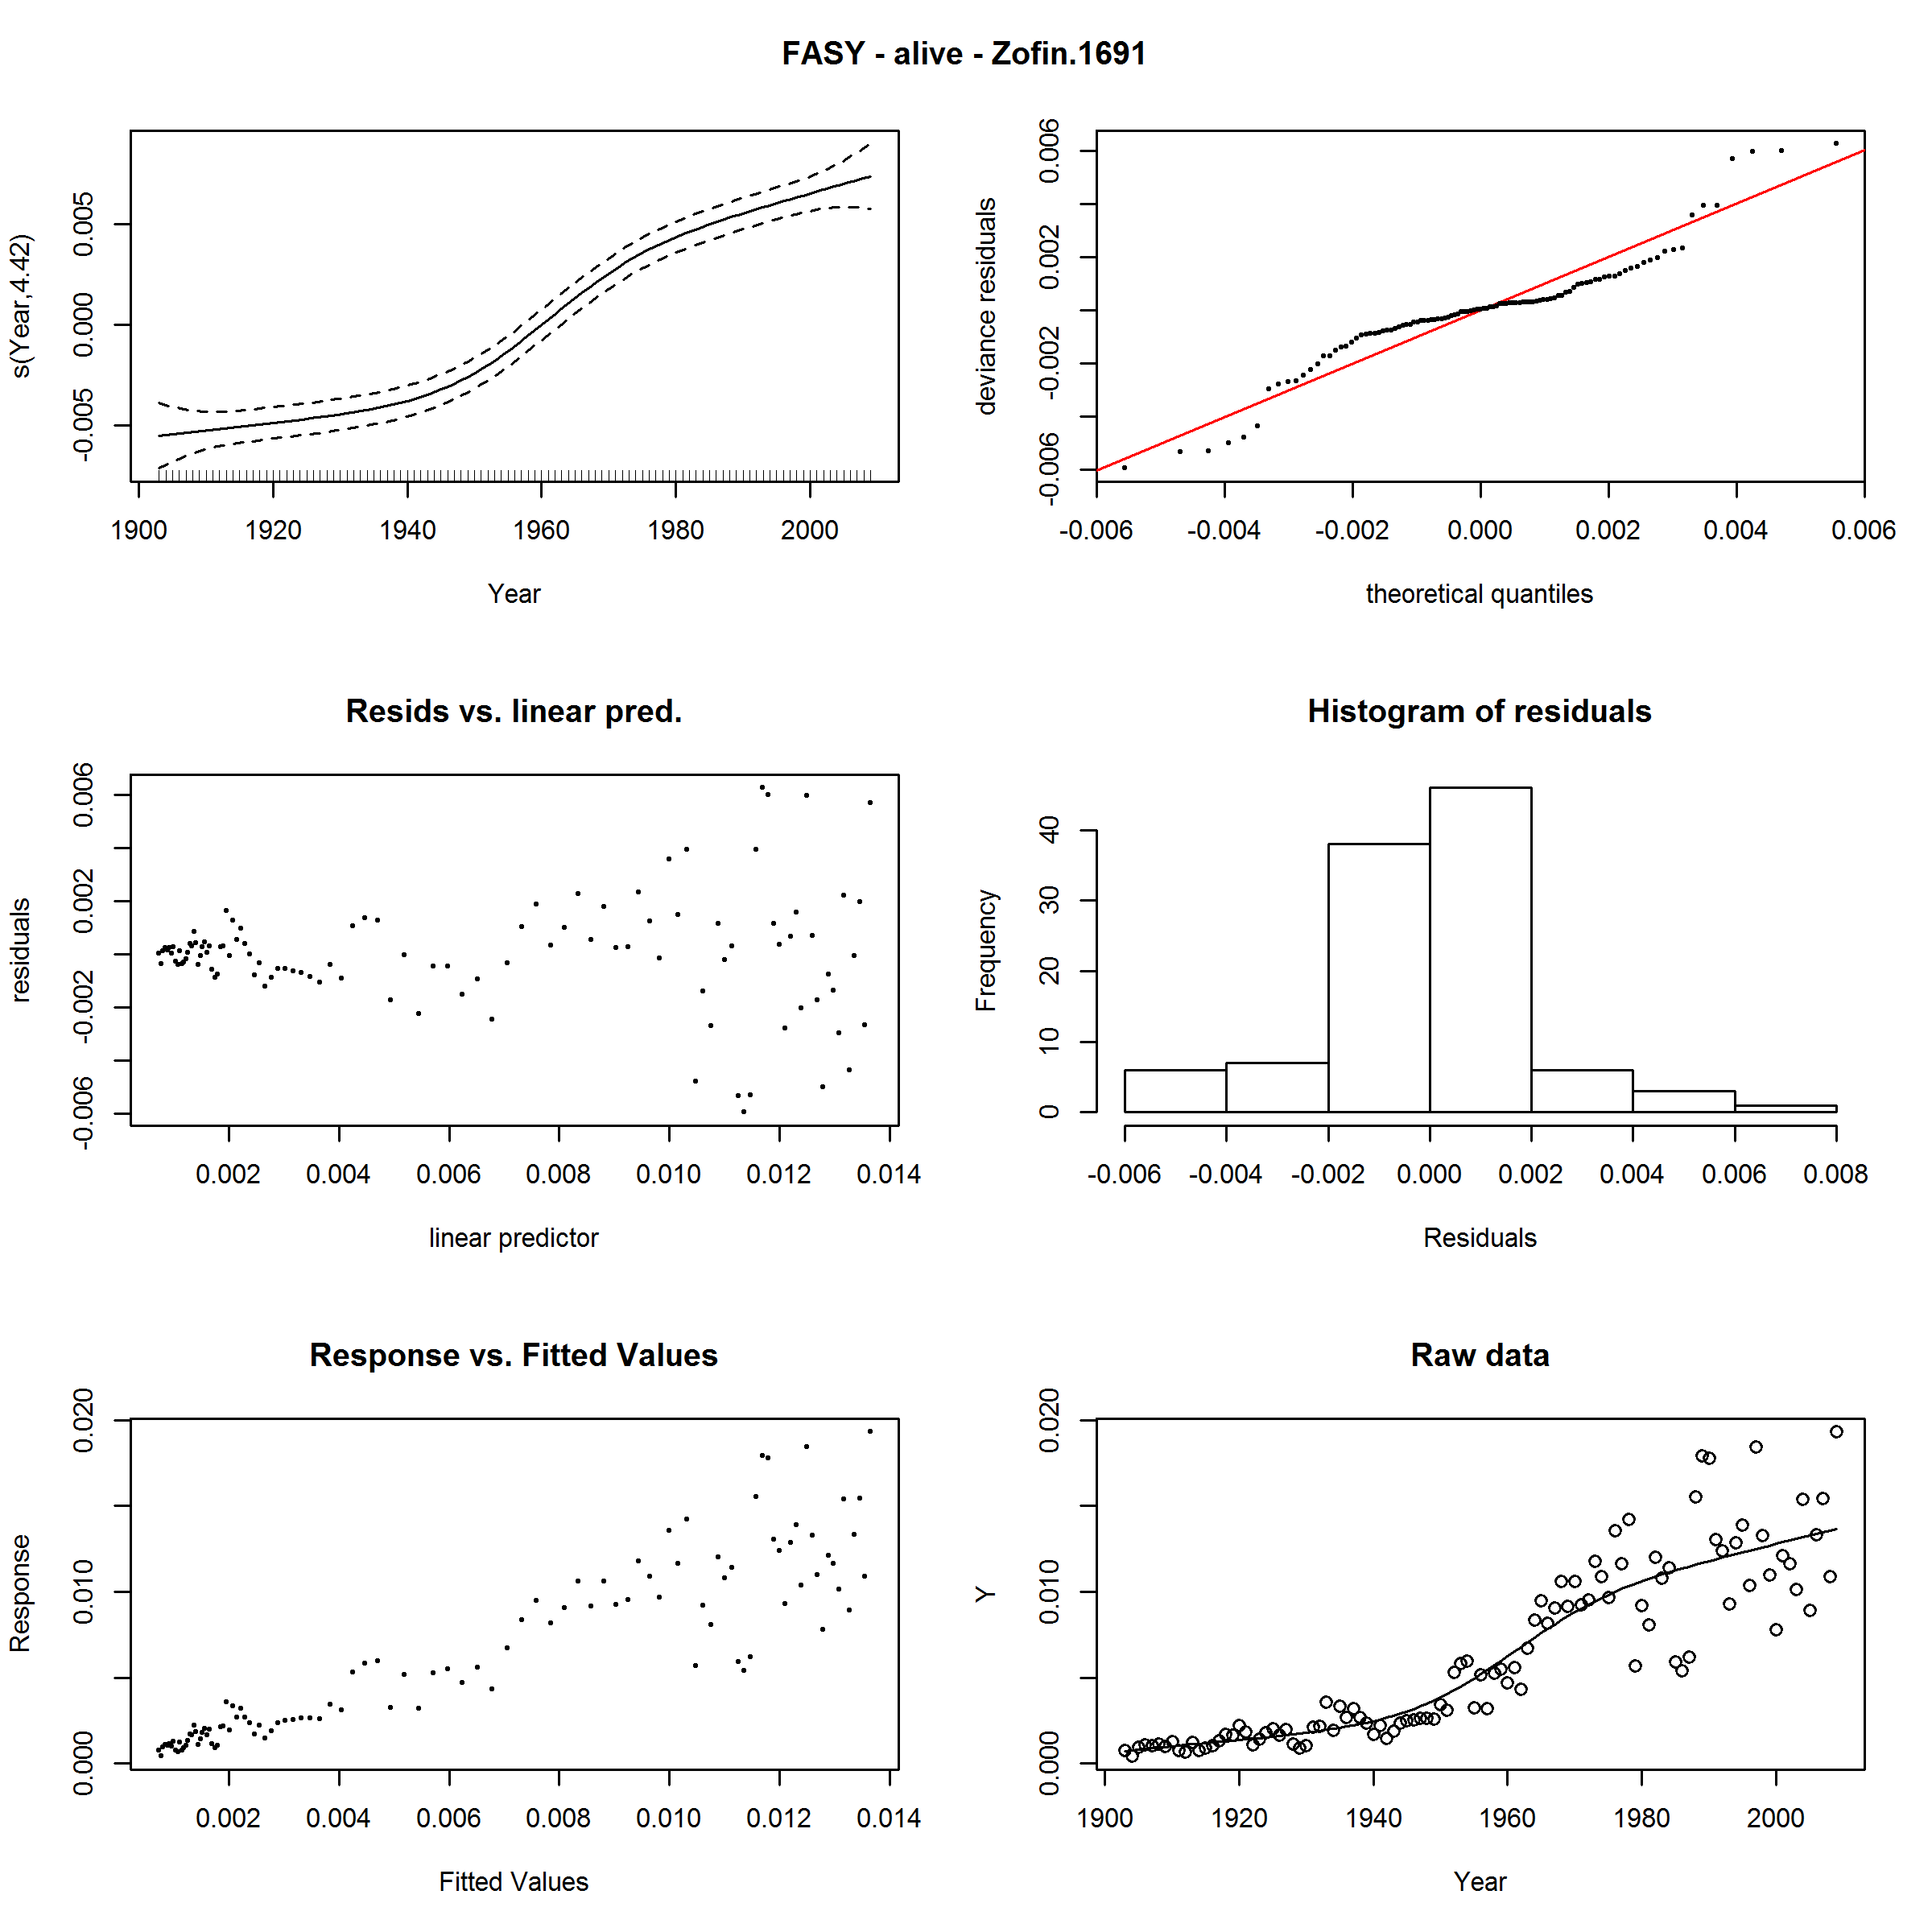 FASY - alive - Zofin.1691
s(Year,4.42)
-0.005 0.000 0.005
1900 1920 1940 1960 1980 2000
Year
deviance residuals
-0.006 -0.002 0.002 0.006
-0.006 -0.004 -0.002 0.000 0.002 0.004 0.006
theoretical quantiles
Resids vs. linear pred.
residuals
-0.006 -0.002 0.002 0.006
0.002 0.004 0.006 0.008 0.010 0.012 0.014
linear predictor
Histogram of residuals
Frequency
0 10 20 30 40
-0.006 -0.004 -0.002 0.000 0.002 0.004 0.006 0.008
Residuals
Response vs. Fitted Values
Response
0.000 0.010 0.020
0.002 0.004 0.006 0.008 0.010 0.012 0.014
Fitted Values
Raw data
Y
0.000 0.010 0.020
1900 1920 1940 1960 1980 2000
Year